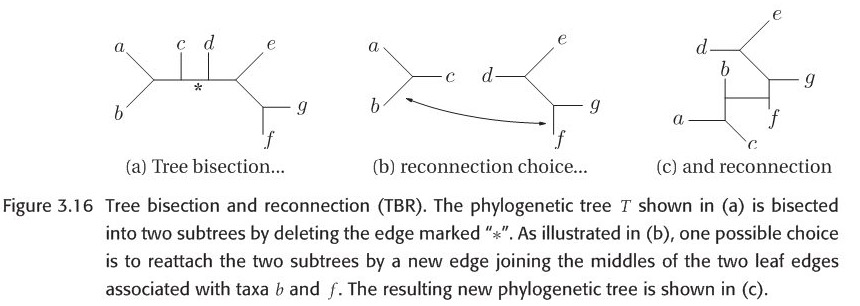 a c d e
b * g
f
a c d e
b g
f
e
d
b g
a f
c
(a) Tree bisection... (b) reconnection choice... (c) and reconnection
Figure 3.16 Tree bisection and reconnection (TBR). The phylogenetic tree T shown in (a) is bisected
into two subtrees by deleting the edge marked “*”. As illustrated in (b), one possible choice
is to reattach the two subtrees by a new edge joining the middles of the two leaf edges
associated with taxa b and f. The resulting new phylogenetic tree is shown in (c).